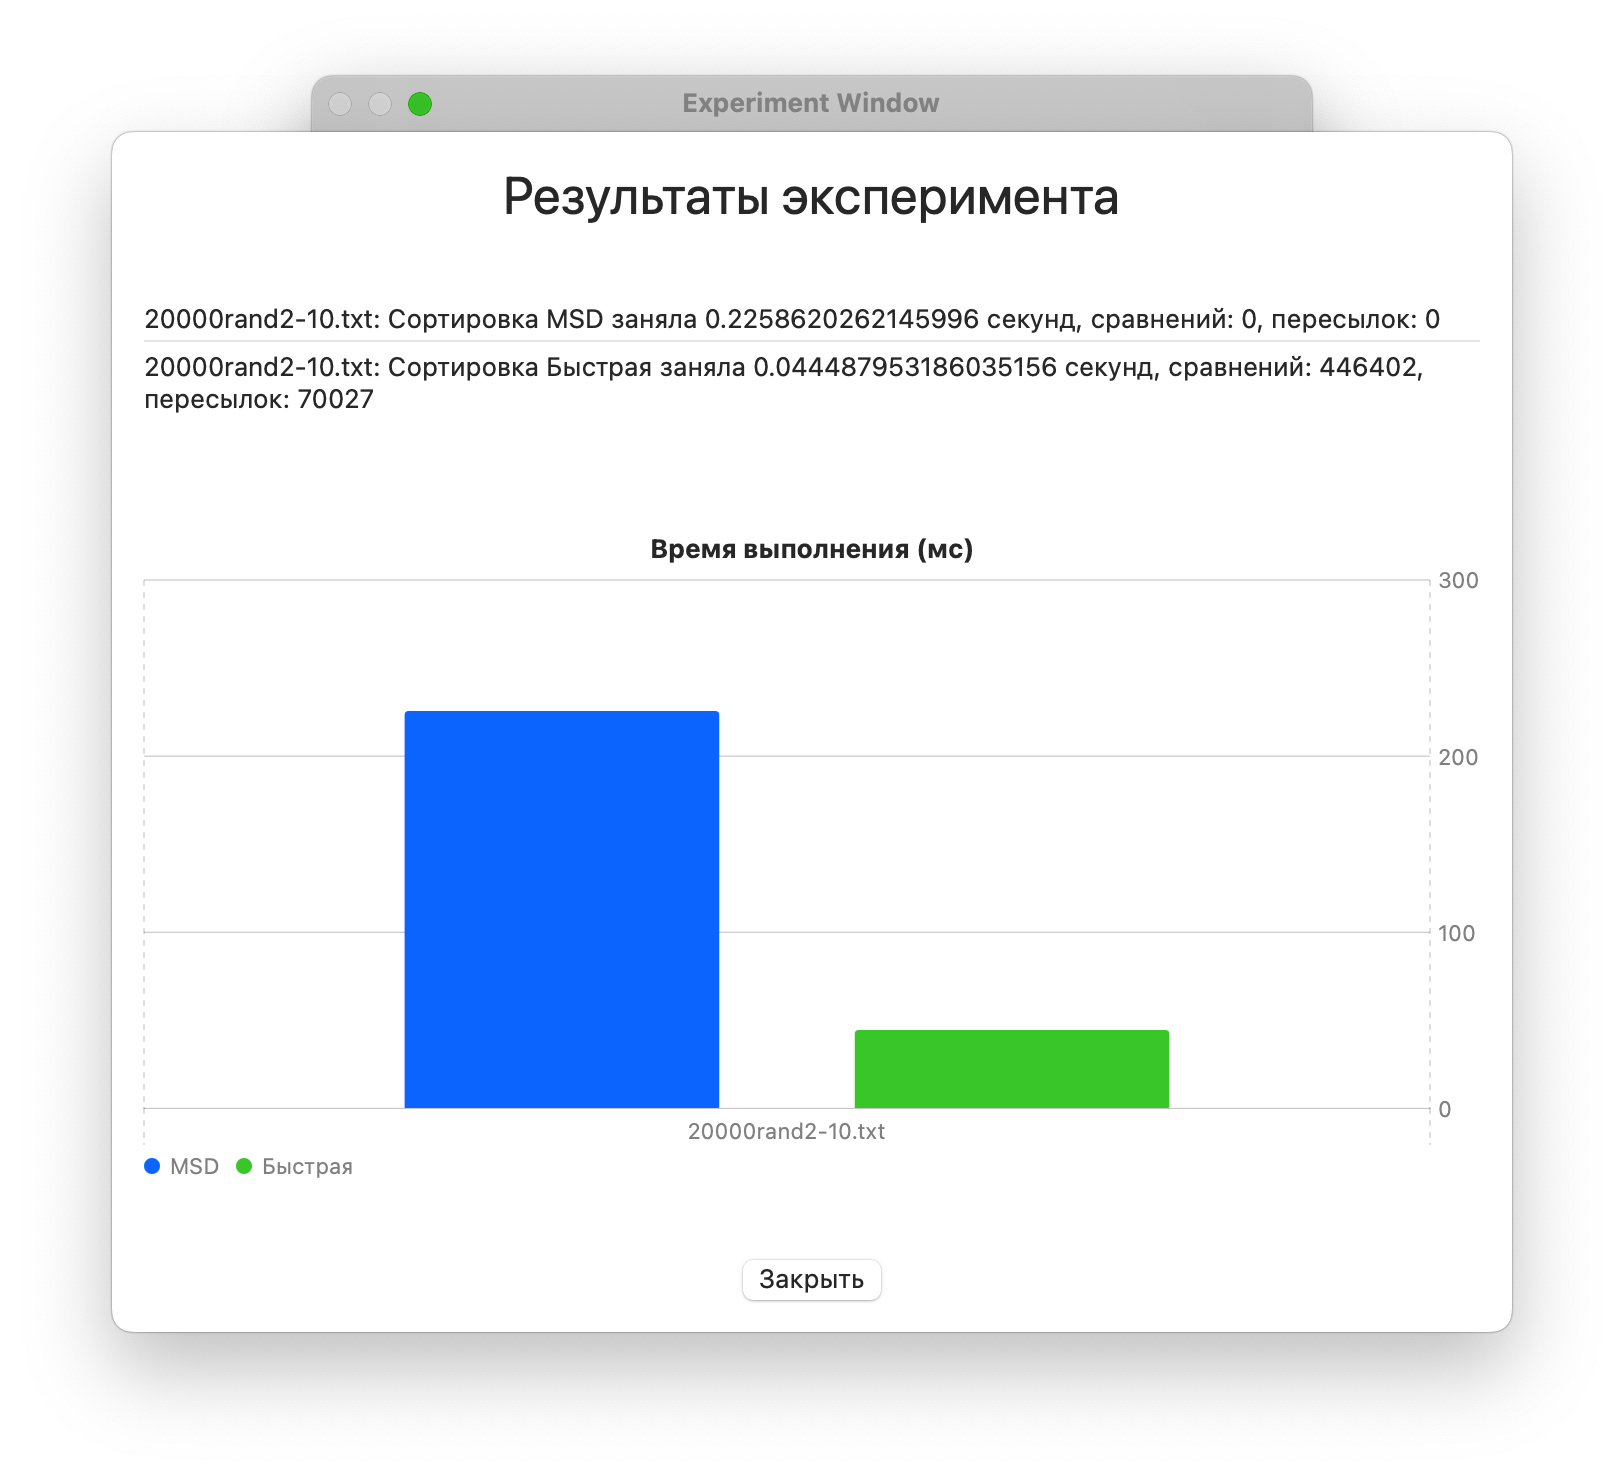 Experiment Window
Результаты эксперимента
20000rand2-10.txt: Сортировка MSD заняла 0.2258620262145996 секунд, сравнений: 0, пересылок: 0
20000rand2-10.txt: Сортировка Быстрая заняла 0.044487953186035156 секунд, сравнений: 446402,
пересылок: 70027
Время выполнения (мс)
300
200
100
0
20000rand2-10.txt
MSD Быстрая
Закрыть